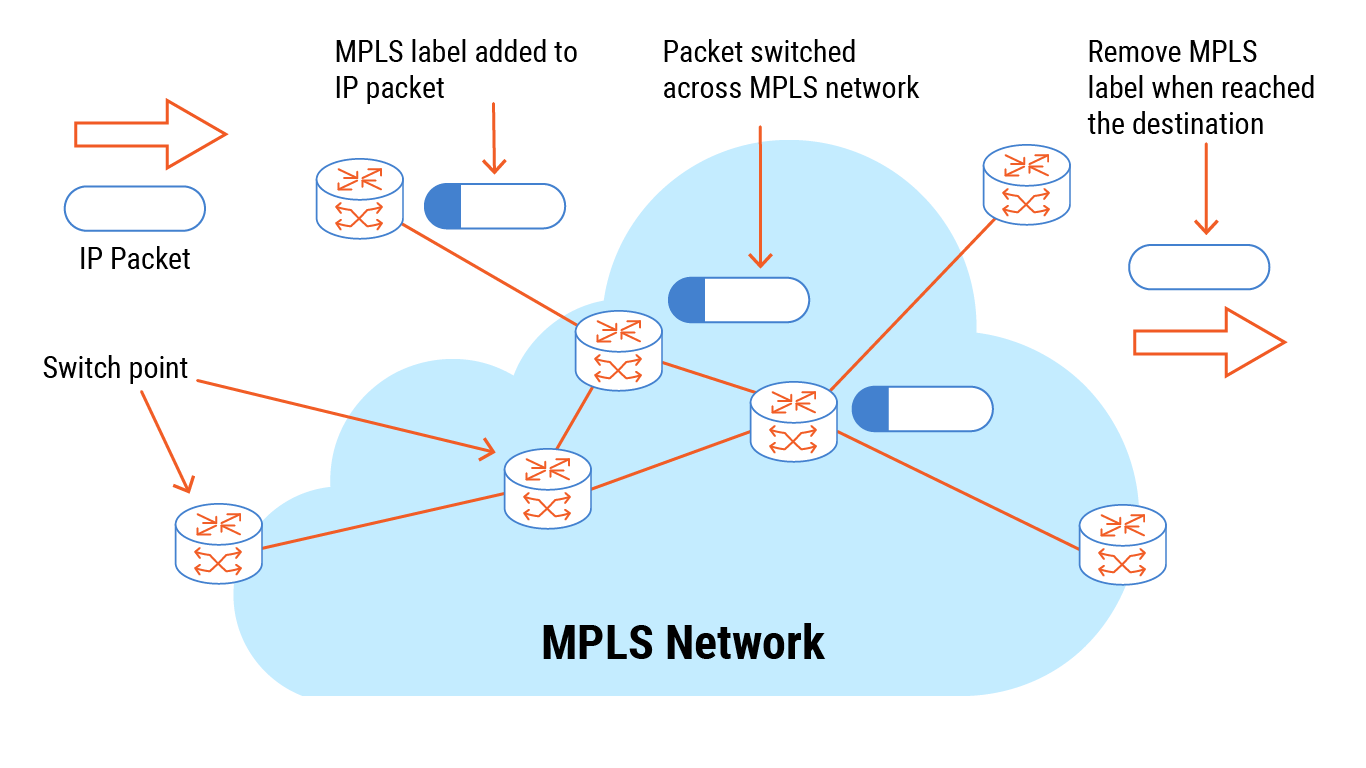 MPLS label added to
IP packet
Packet switched
across MPLS network
Remove MPLS
label when reached
the destination
IP Packet
Switch point
MPLS Network